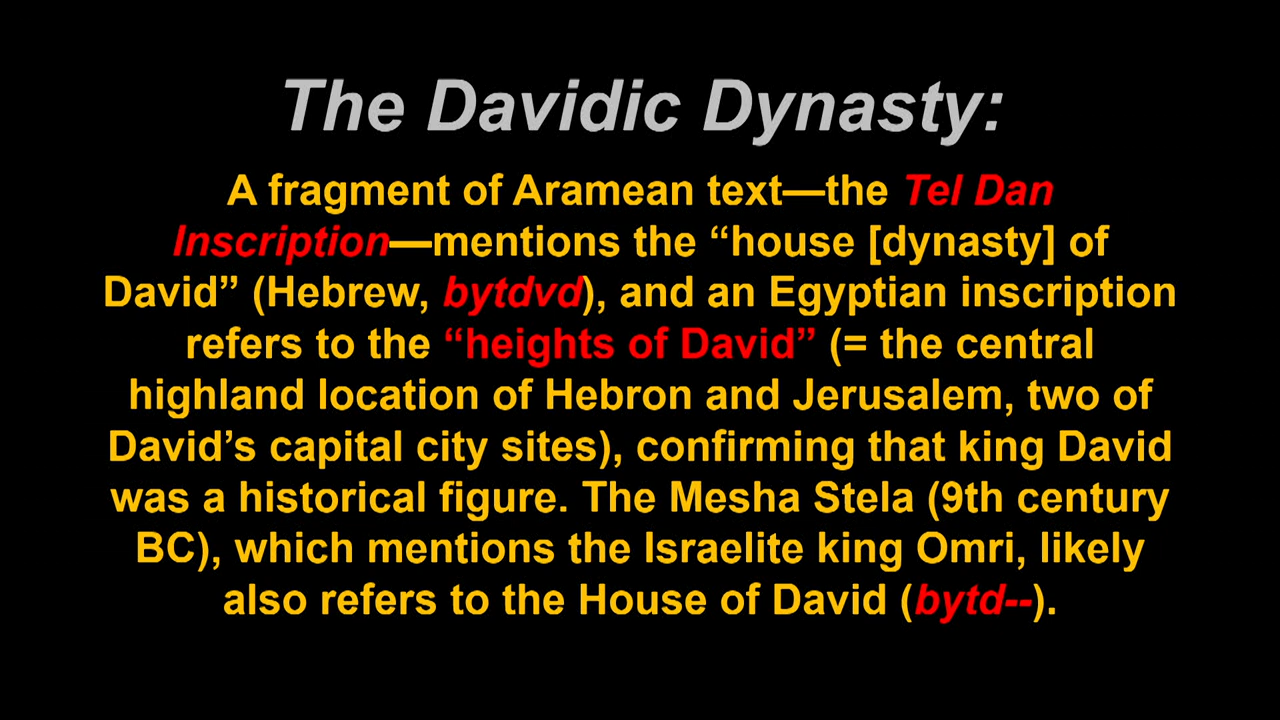 The Davidic Dynasty:
A fragment of Aramean text—the Tel Dan
Inscription—mentions the “house [dynasty] of
David” (Hebrew, bytdvd), and an Egyptian inscription
refers to the “heights of David” (= the central
highland location of Hebron and Jerusalem, two of
David’s capital city sites), confirming that king David
was a historical figure. The Mesha Stela (9th century
BC), which mentions the Israelite king Omri, likely
also refers to the House of David (bytd--).